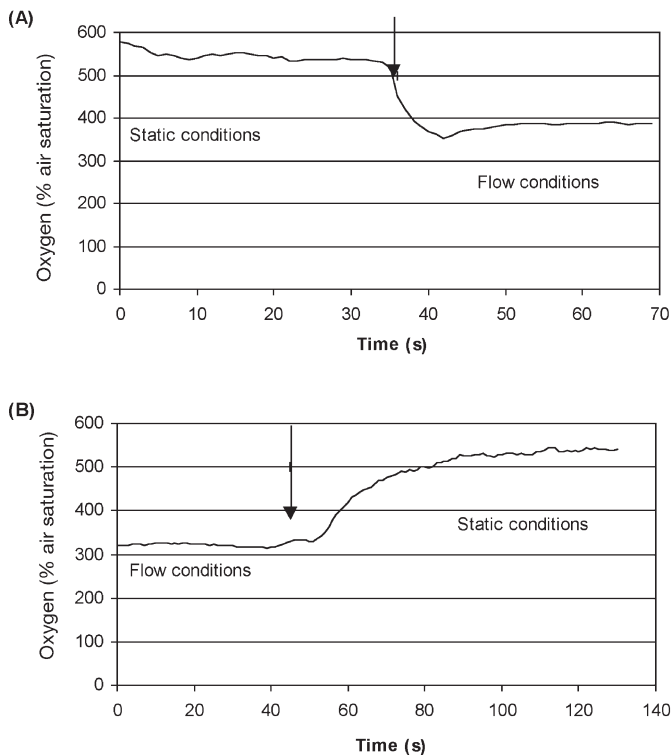 (A)
Oxygen (% air saturation)
600
500
400
300
200
100
0
Static conditions
Flow conditions
0 10 20 30 40 50 60 70
Time (s)
(B)
Oxygen (% air saturation)
600
500
400
300
200
100
0
Static conditions
Flow conditions
0 20 40 60 80 100 120 140
Time (s)